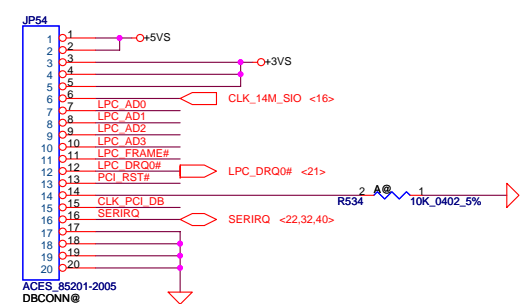 JP54
1 1 +5VS
2 2
3 3 +3VS
4 4
5 5
6 6 CLK_14M_SIO <16>
7 7 LPC_AD0
8 8 LPC_AD1
9 9 LPC_AD2
10 10 LPC_AD3
11 11 LPC_FRAME#
12 12 LPC_DRQ0# LPC_DRQ0# <21>
13 13 PCI_RST#
14 14 2 A@ 1
R534 10K_0402_5%
15 15 CLK_PCI_DB
16 16 SERIRQ SERIRQ <22,32,40>
17 17
18 18
19 19
20 20
ACES_85201-2005
DBCONN@